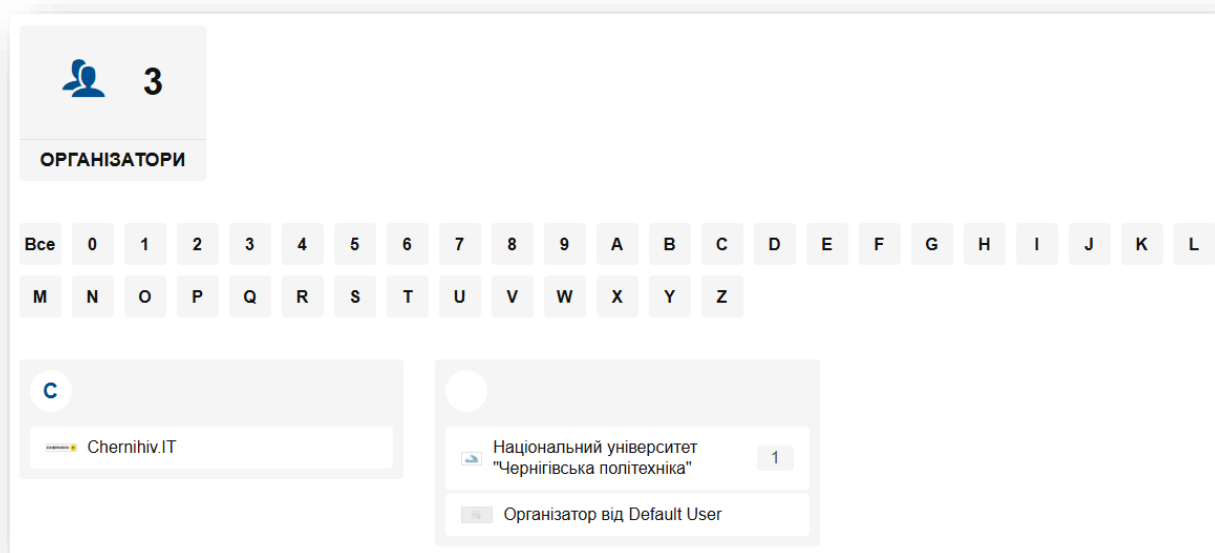 3
ОРГАНІЗАТОРИ
Все 0 1 2 3 4 5 6 7 8 9 A B C D E F G H I J K L
M N O P Q R S T U V W X Y Z
C
Chernihiv.IT
Національний університет
"Чернігівська політехніка"
1
Організатор від Default User